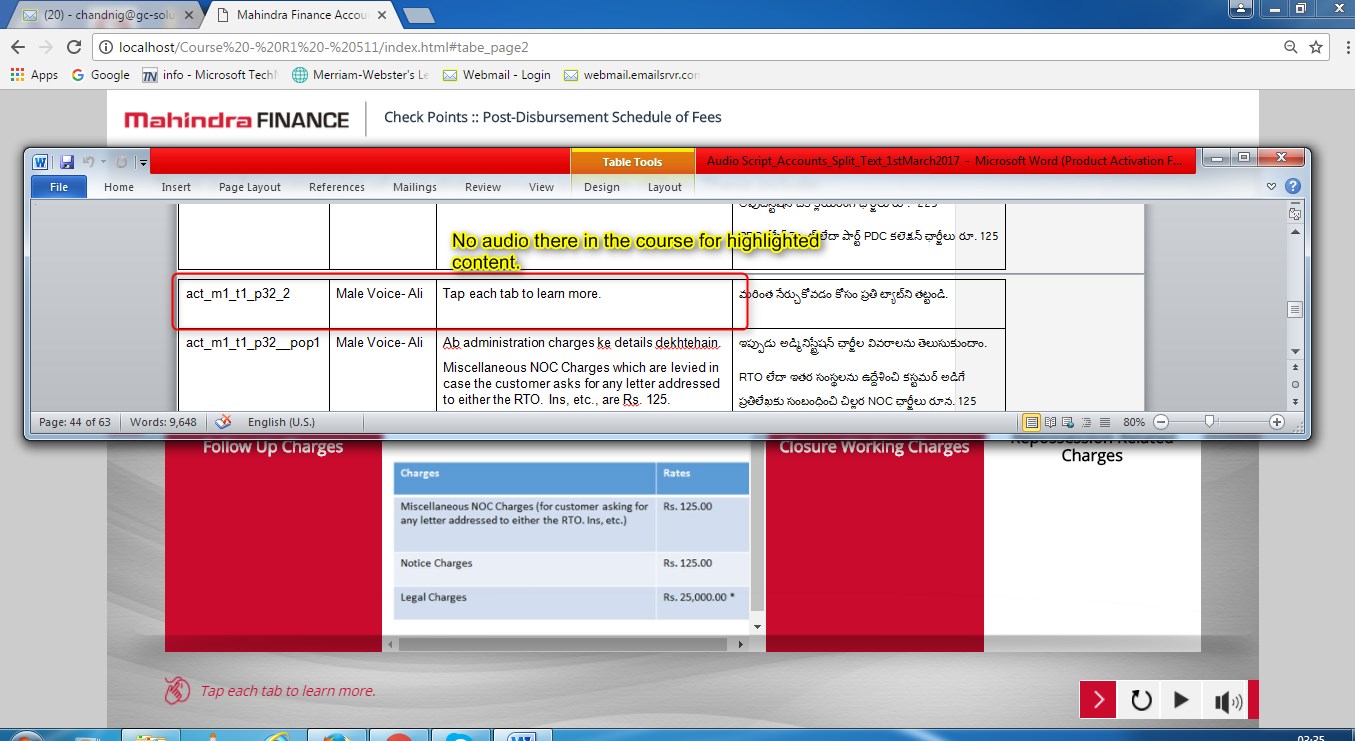 (20) - chandnig@gc-solu
Mahindra Finance Accou
localhost/Course%20-%20R1%20-%20511/index.html#tabe_page2
Apps Google info - Microsoft Tech Merriam-Webster's Le Webmail - Login webmail.emailsrvr.com
Mahindra FINANCE Check Points :: Post-Disbursement Schedule of Fees
Table Tools Audio Script_Accounts_Split_Text_1stMarch2017 - Microsoft Word (Product Activation F...
File Home Insert Page Layout References Mailings Review View Design Layout
లేదా పార్ట్ PDC కలెక్షన్ ఛార్జీలు రూ. 125
No audio there in the course for highlighted
content.
act_m1_t1_p32_2 Male Voice- Ali Tap each tab to learn more. మరింత నేర్చుకోవడం కోసం ప్రతి ట్యాబ్‌ని తట్టండి.
act_m1_t1_p32__pop1 Male Voice- Ali Ab administration charges ke details dekhtehain. ఇప్పుడు అడ్మినిస్ట్రేషన్ ఛార్జీల వివరాలను తెలుసుకుందాం.
Miscellaneous NOC Charges which are levied in
case the customer asks for any letter addressed
to either the RTO. Ins, etc., are Rs. 125.
RTO లేదా ఇతర సంస్థలను ఉద్దేశించి కస్టమర్ అడిగే
ప్రతిలేఖకు సంబంధించి చిల్లర NOC ఛార్జీలు రూన. 125
Page: 44 of 63 Words: 9,648 English (U.S.) 80%
Follow Up Charges
Closure Working Charges
Repossession Related
Charges
Charges Rates
Miscellaneous NOC Charges (for customer asking for Rs. 125.00
any letter addressed to either the RTO. Ins, etc.)
Notice Charges Rs. 125.00
Legal Charges Rs. 25,000.00 *
Tap each tab to learn more.
03:35